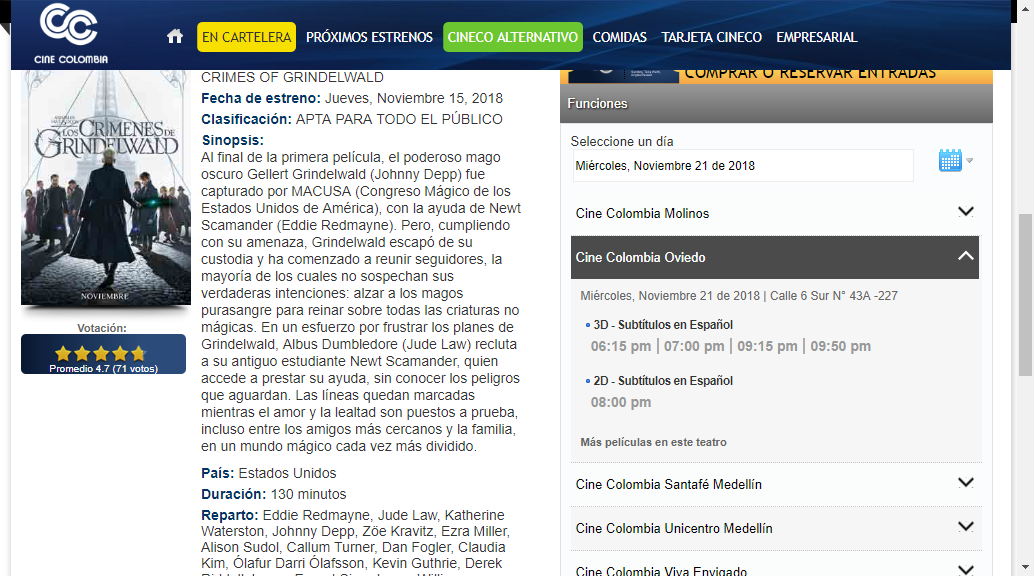 CINE COLOMBIA
EN CARTELERA
PRÓXIMOS ESTRENOS
CINECO ALTERNATIVO
COMIDAS
TARJETA CINECO
EMPRESARIAL
LOS CRÍMENES DE
GRINDELWALD
NOVIEMBRE
Votación:
Promedio 4.7 (71 votos)
CRIMES OF GRINDELWALD
Fecha de estreno: Jueves, Noviembre 15, 2018
Clasificación: APTA PARA TODO EL PÚBLICO
Sinopsis:
Al final de la primera película, el poderoso mago
oscuro Gellert Grindelwald (Johnny Depp) fue
capturado por MACUSA (Congreso Mágico de los
Estados Unidos de América), con la ayuda de Newt
Scamander (Eddie Redmayne). Pero, cumpliendo
con su amenaza, Grindelwald escapó de su
custodia y ha comenzado a reunir seguidores, la
mayoría de los cuales no sospechan sus
verdaderas intenciones: alzar a los magos
purasangre para reinar sobre todas las criaturas no
mágicas. En un esfuerzo por frustrar los planes de
Grindelwald, Albus Dumbledore (Jude Law) recluta
a su antiguo estudiante Newt Scamander, quien
accede a prestar su ayuda, sin conocer los peligros
que aguardan. Las líneas quedan marcadas
mientras el amor y la lealtad son puestos a prueba,
incluso entre los amigos más cercanos y la familia,
en un mundo mágico cada vez más dividido.
País: Estados Unidos
Duración: 130 minutos
Reparto: Eddie Redmayne, Jude Law, Katherine
Waterston, Johnny Depp, Zöe Kravitz, Ezra Miller,
Alison Sudol, Callum Turner, Dan Fogler, Claudia
Kim, Ólafur Darri Ólafsson, Kevin Guthrie, Derek
COMPRAR O RESERVAR ENTRADAS
Funciones
Seleccione un día
Miércoles, Noviembre 21 de 2018
Cine Colombia Molinos
Cine Colombia Oviedo
Miércoles, Noviembre 21 de 2018 | Calle 6 Sur N° 43A -227
3D - Subtítulos en Español
06:15 pm | 07:00 pm | 09:15 pm | 09:50 pm
2D - Subtítulos en Español
08:00 pm
Más películas en este teatro
Cine Colombia Santafé Medellín
Cine Colombia Unicentro Medellín
Cine Colombia Viva Envigado